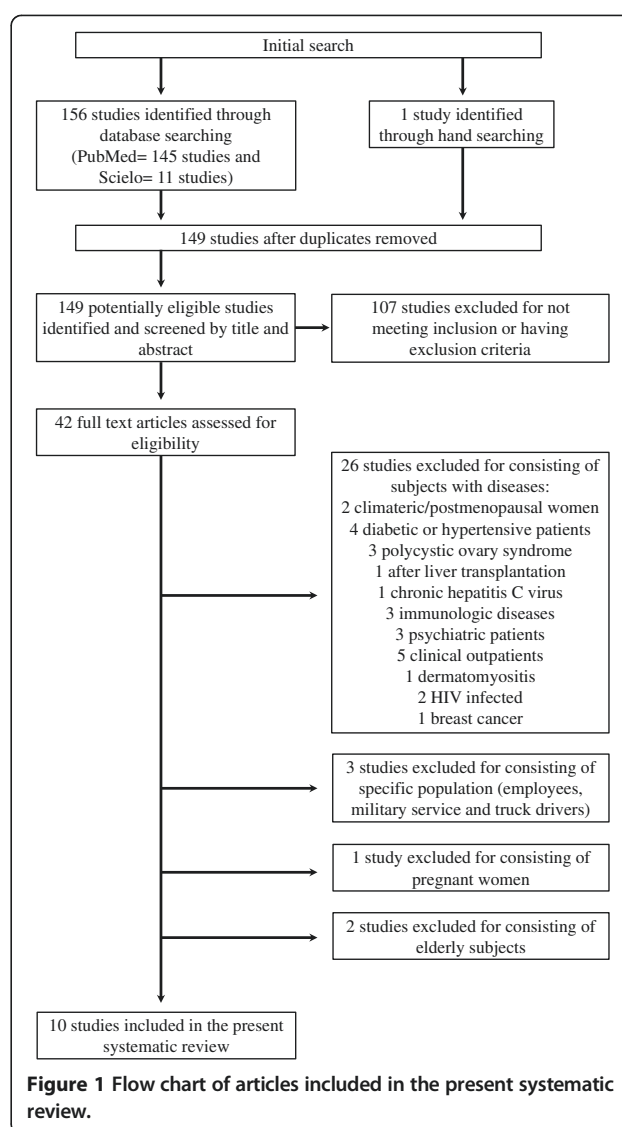 Initial search
156 studies identified through
database searching
(PubMed= 145 studies and
Scielo= 11 studies)
1 study identified
through hand searching
149 studies after duplicates removed
149 potentially eligible studies
identified and screened by title and
abstract
107 studies excluded for not
meeting inclusion or having
exclusion criteria
42 full text articles assessed for
eligibility
26 studies excluded for consisting of
subjects with diseases:
2 climateric/postmenopausal women
4 diabetic or hypertensive patients
3 polycystic ovary syndrome
1 after liver transplantation
1 chronic hepatitis C virus
3 immunologic diseases
3 psychiatric patients
5 clinical outpatients
1 dermatomyositis
2 HIV infected
1 breast cancer
3 studies excluded for consisting of
specific population (employees,
military service and truck drivers)
1 study excluded for consisting of
pregnant women
2 studies excluded for consisting of
elderly subjects
10 studies included in the present
systematic review
Figure 1 Flow chart of articles included in the present systematic
review.